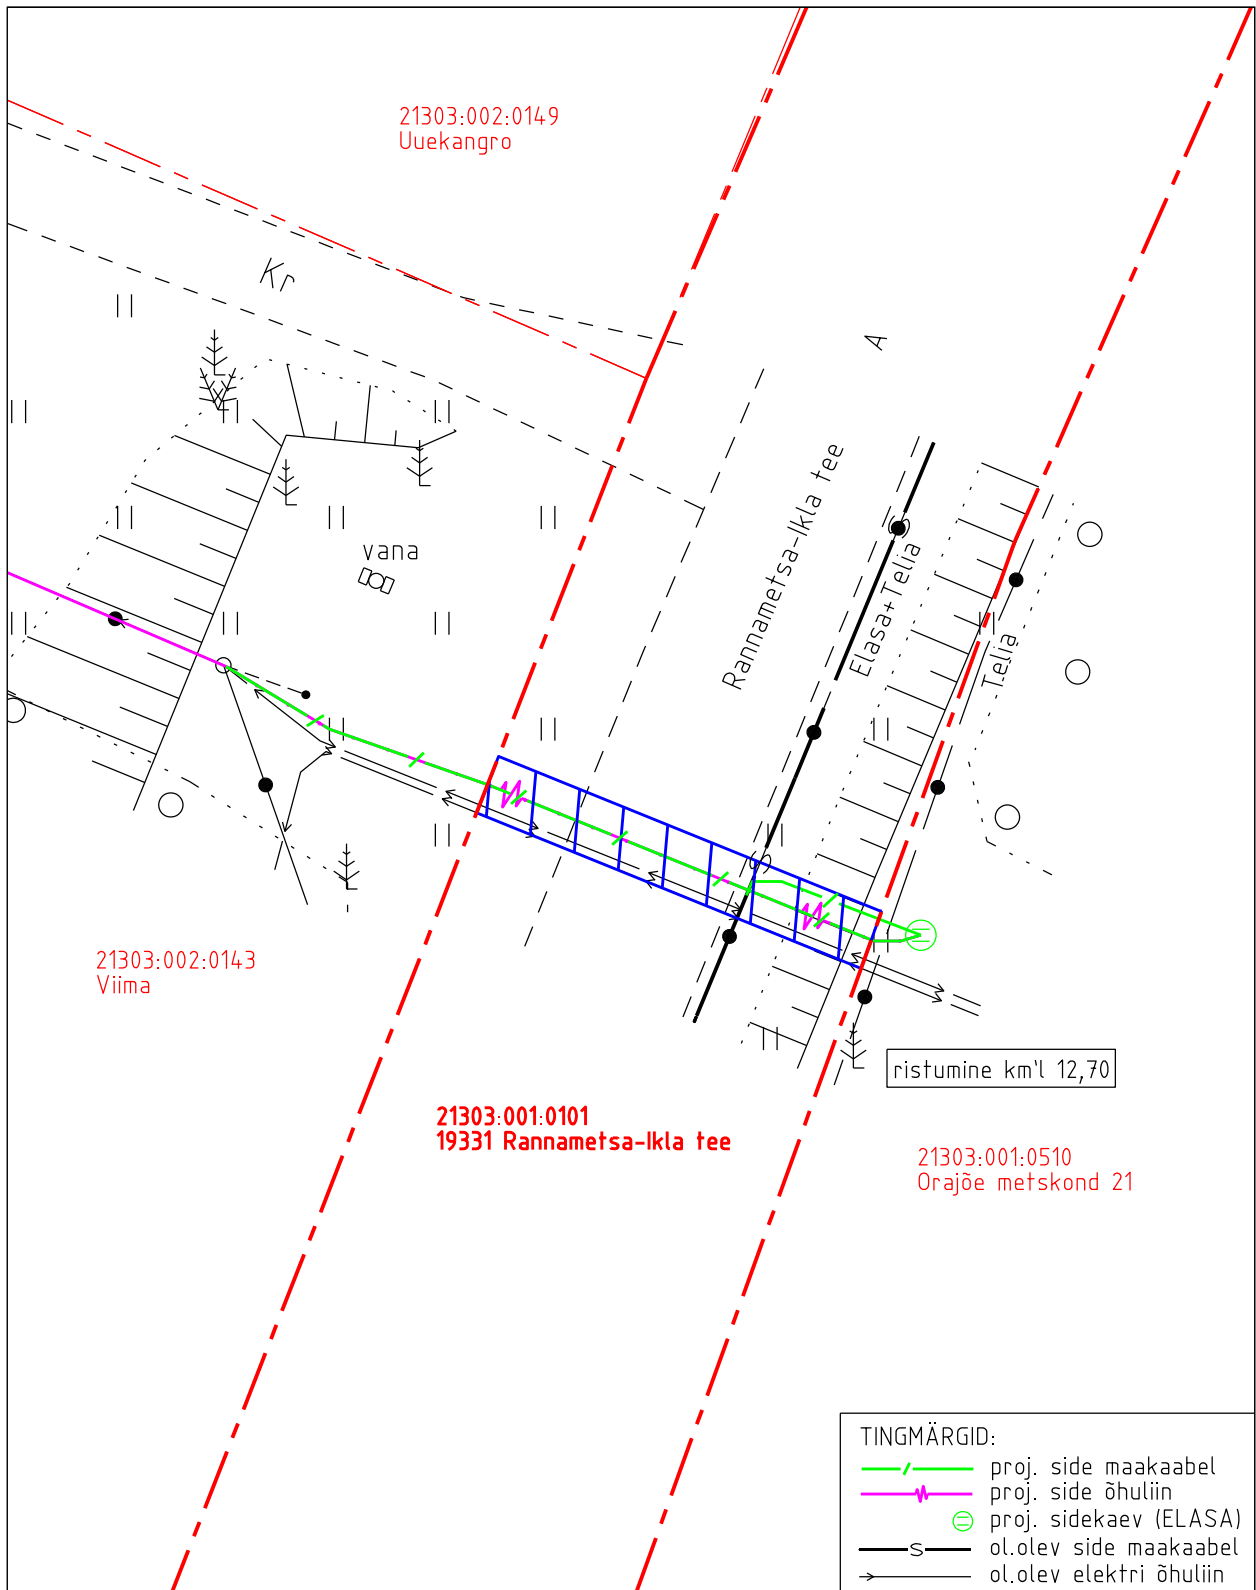 21303:002:0149
Uuekangro
Kr
A
vana
Rannametsa-Ikla tee
Elasa+Telia
S
Telia
S
21303:002:0143
Viima
ristumine km'l 12,70
21303:001:0101
19331 Rannametsa-Ikla tee
21303:001:0510
Orajõe metskond 21
TINGMÄRGID:
proj. side maakaabel
proj. side õhuliin
proj. sidekaev (ELASA)
S ol.olev side maakaabel
ol.olev elektri õhuliin